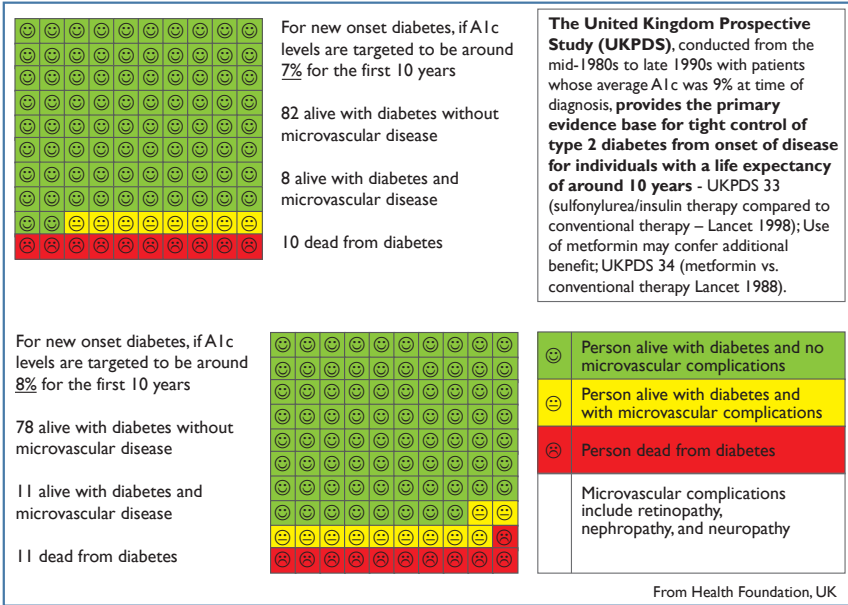 For new onset diabetes, if A1c
levels are targeted to be around
7% for the first 10 years
82 alive with diabetes without
microvascular disease
8 alive with diabetes and
microvascular disease
10 dead from diabetes
The United Kingdom Prospective
Study (UKPDS), conducted from the
mid-1980s to late 1990s with patients
whose average A1c was 9% at time of
diagnosis, provides the primary
evidence base for tight control of
type 2 diabetes from onset of disease
for individuals with a life expectancy
of around 10 years - UKPDS 33
(sulfonylurea/insulin therapy compared to
conventional therapy – Lancet 1998); Use
of metformin may confer additional
benefit; UKPDS 34 (metformin vs.
conventional therapy Lancet 1988).
For new onset diabetes, if A1c
levels are targeted to be around
8% for the first 10 years
78 alive with diabetes without
microvascular disease
11 alive with diabetes and
microvascular disease
11 dead from diabetes
Person alive with diabetes and no
microvascular complications
Person alive with diabetes and
with microvascular complications
Person dead from diabetes
Microvascular complications
include retinopathy,
nephropathy, and neuropathy
From Health Foundation, UK